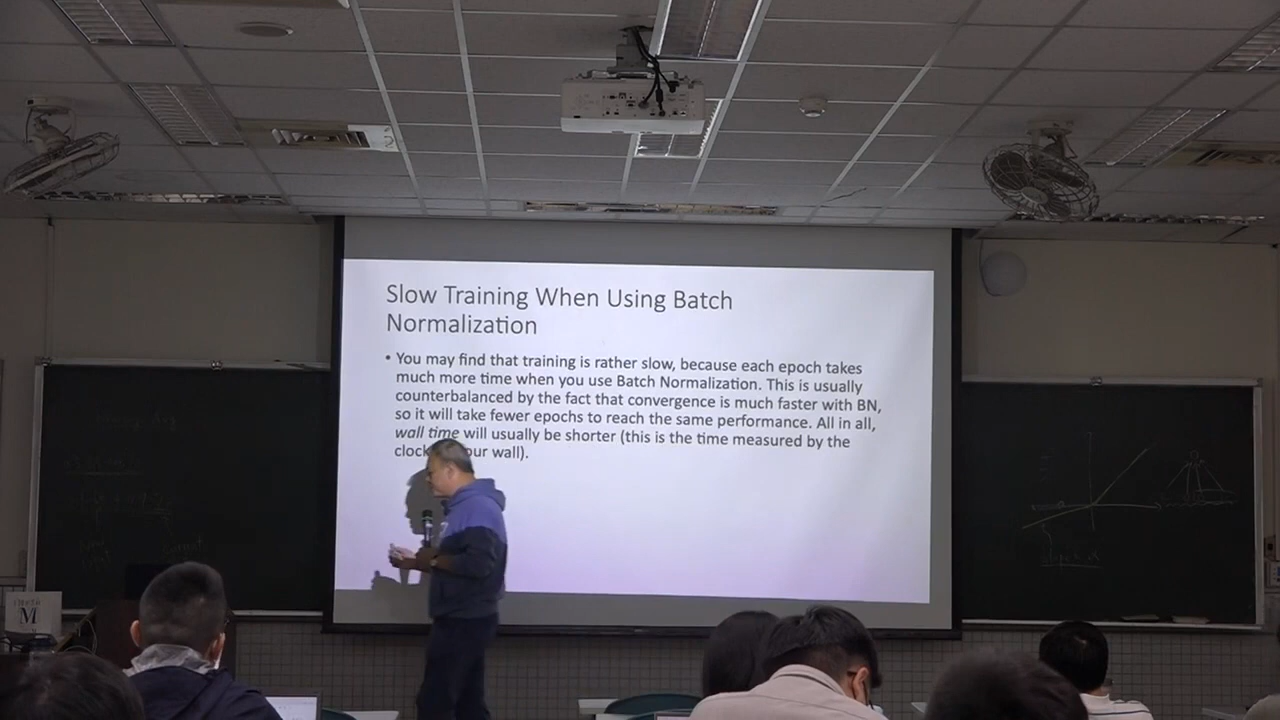 Slow Training When Using Batch
Normalization
• You may find that training is rather slow, because each epoch takes
much more time when you use Batch Normalization. This is usually
counterbalanced by the fact that convergence is much faster with BN,
so it will take fewer epochs to reach the same performance. All in all,
wall time will usually be shorter (this is the time measured by the
clock our wall).
M